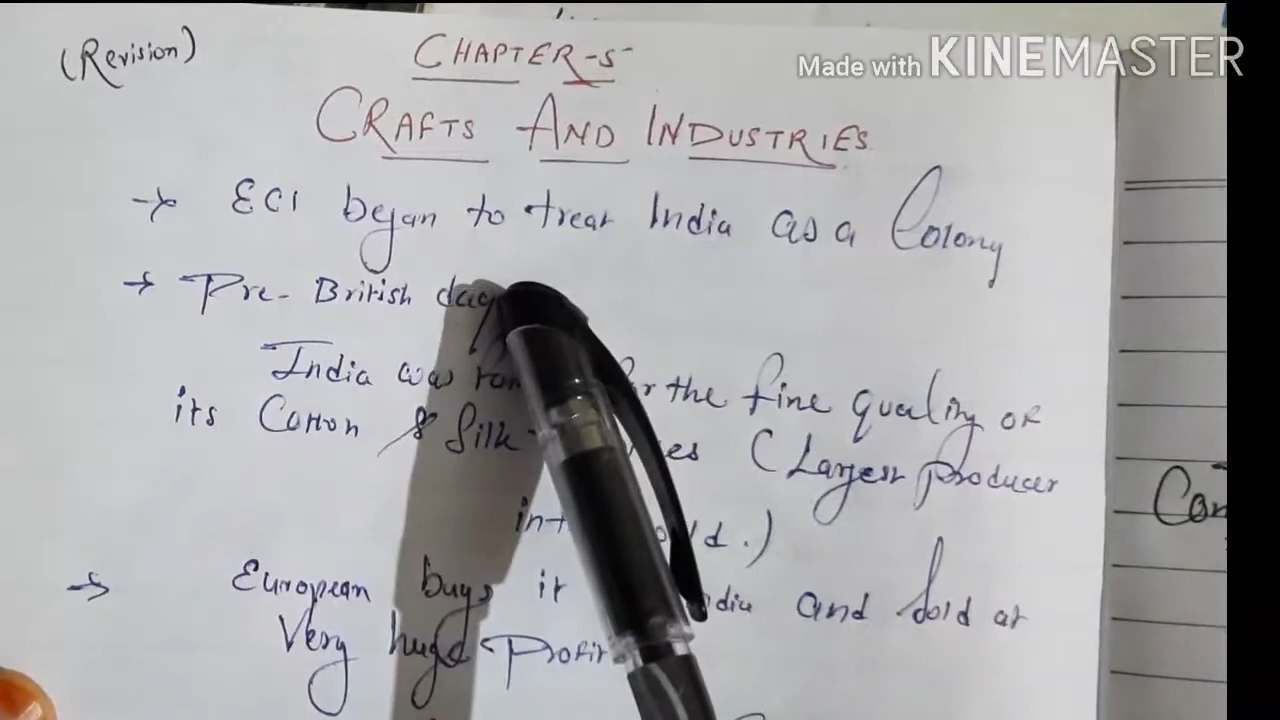 (Revision)
CHAPTER-5
Made with KINEMASTER
CRAFTS AND INDUSTRIES
→ ECI began to treat India as a Colony
→ Pre-British
India was the fine quality of
its Cotton & Silk (Largest producer
Con
European buys it and sold at
Very huge Profit